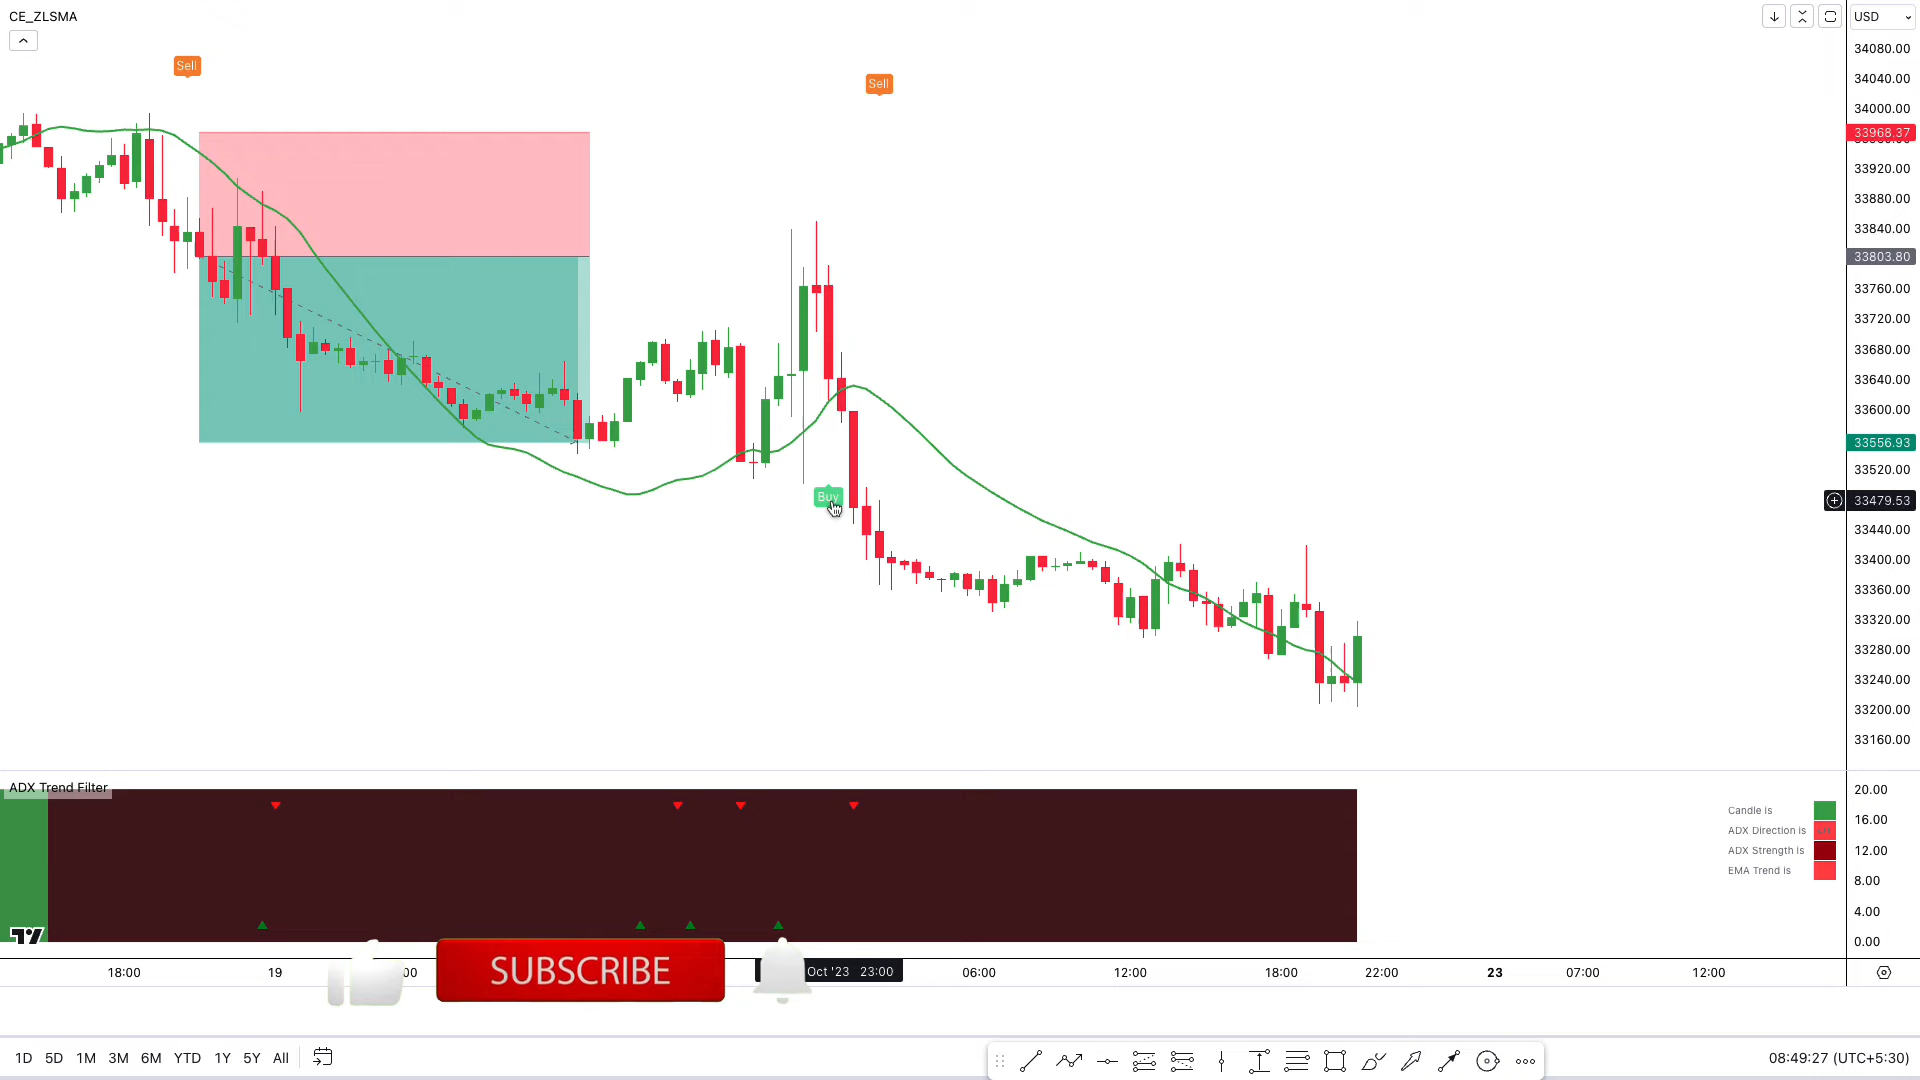 CE_ZLSMA
USD
Sell
Sell
Buy
34080.00
34040.00
34000.00
33968.37
33920.00
33880.00
33840.00
33803.80
33760.00
33720.00
33680.00
33640.00
33600.00
33556.93
33520.00
33479.53
33440.00
33400.00
33360.00
33320.00
33280.00
33240.00
33200.00
33160.00
ADX Trend Filter
Candle is
ADX Direction is
ADX Strength is
EMA Trend is
20.00
16.00
12.00
8.00
4.00
0.00
18:00 19 Oct '23 23:00 06:00 12:00 18:00 22:00 23 07:00 12:00
SUBSCRIBE
1D 5D 1M 3M 6M YTD 1Y 5Y All
08:49:27 (UTC+5:30)